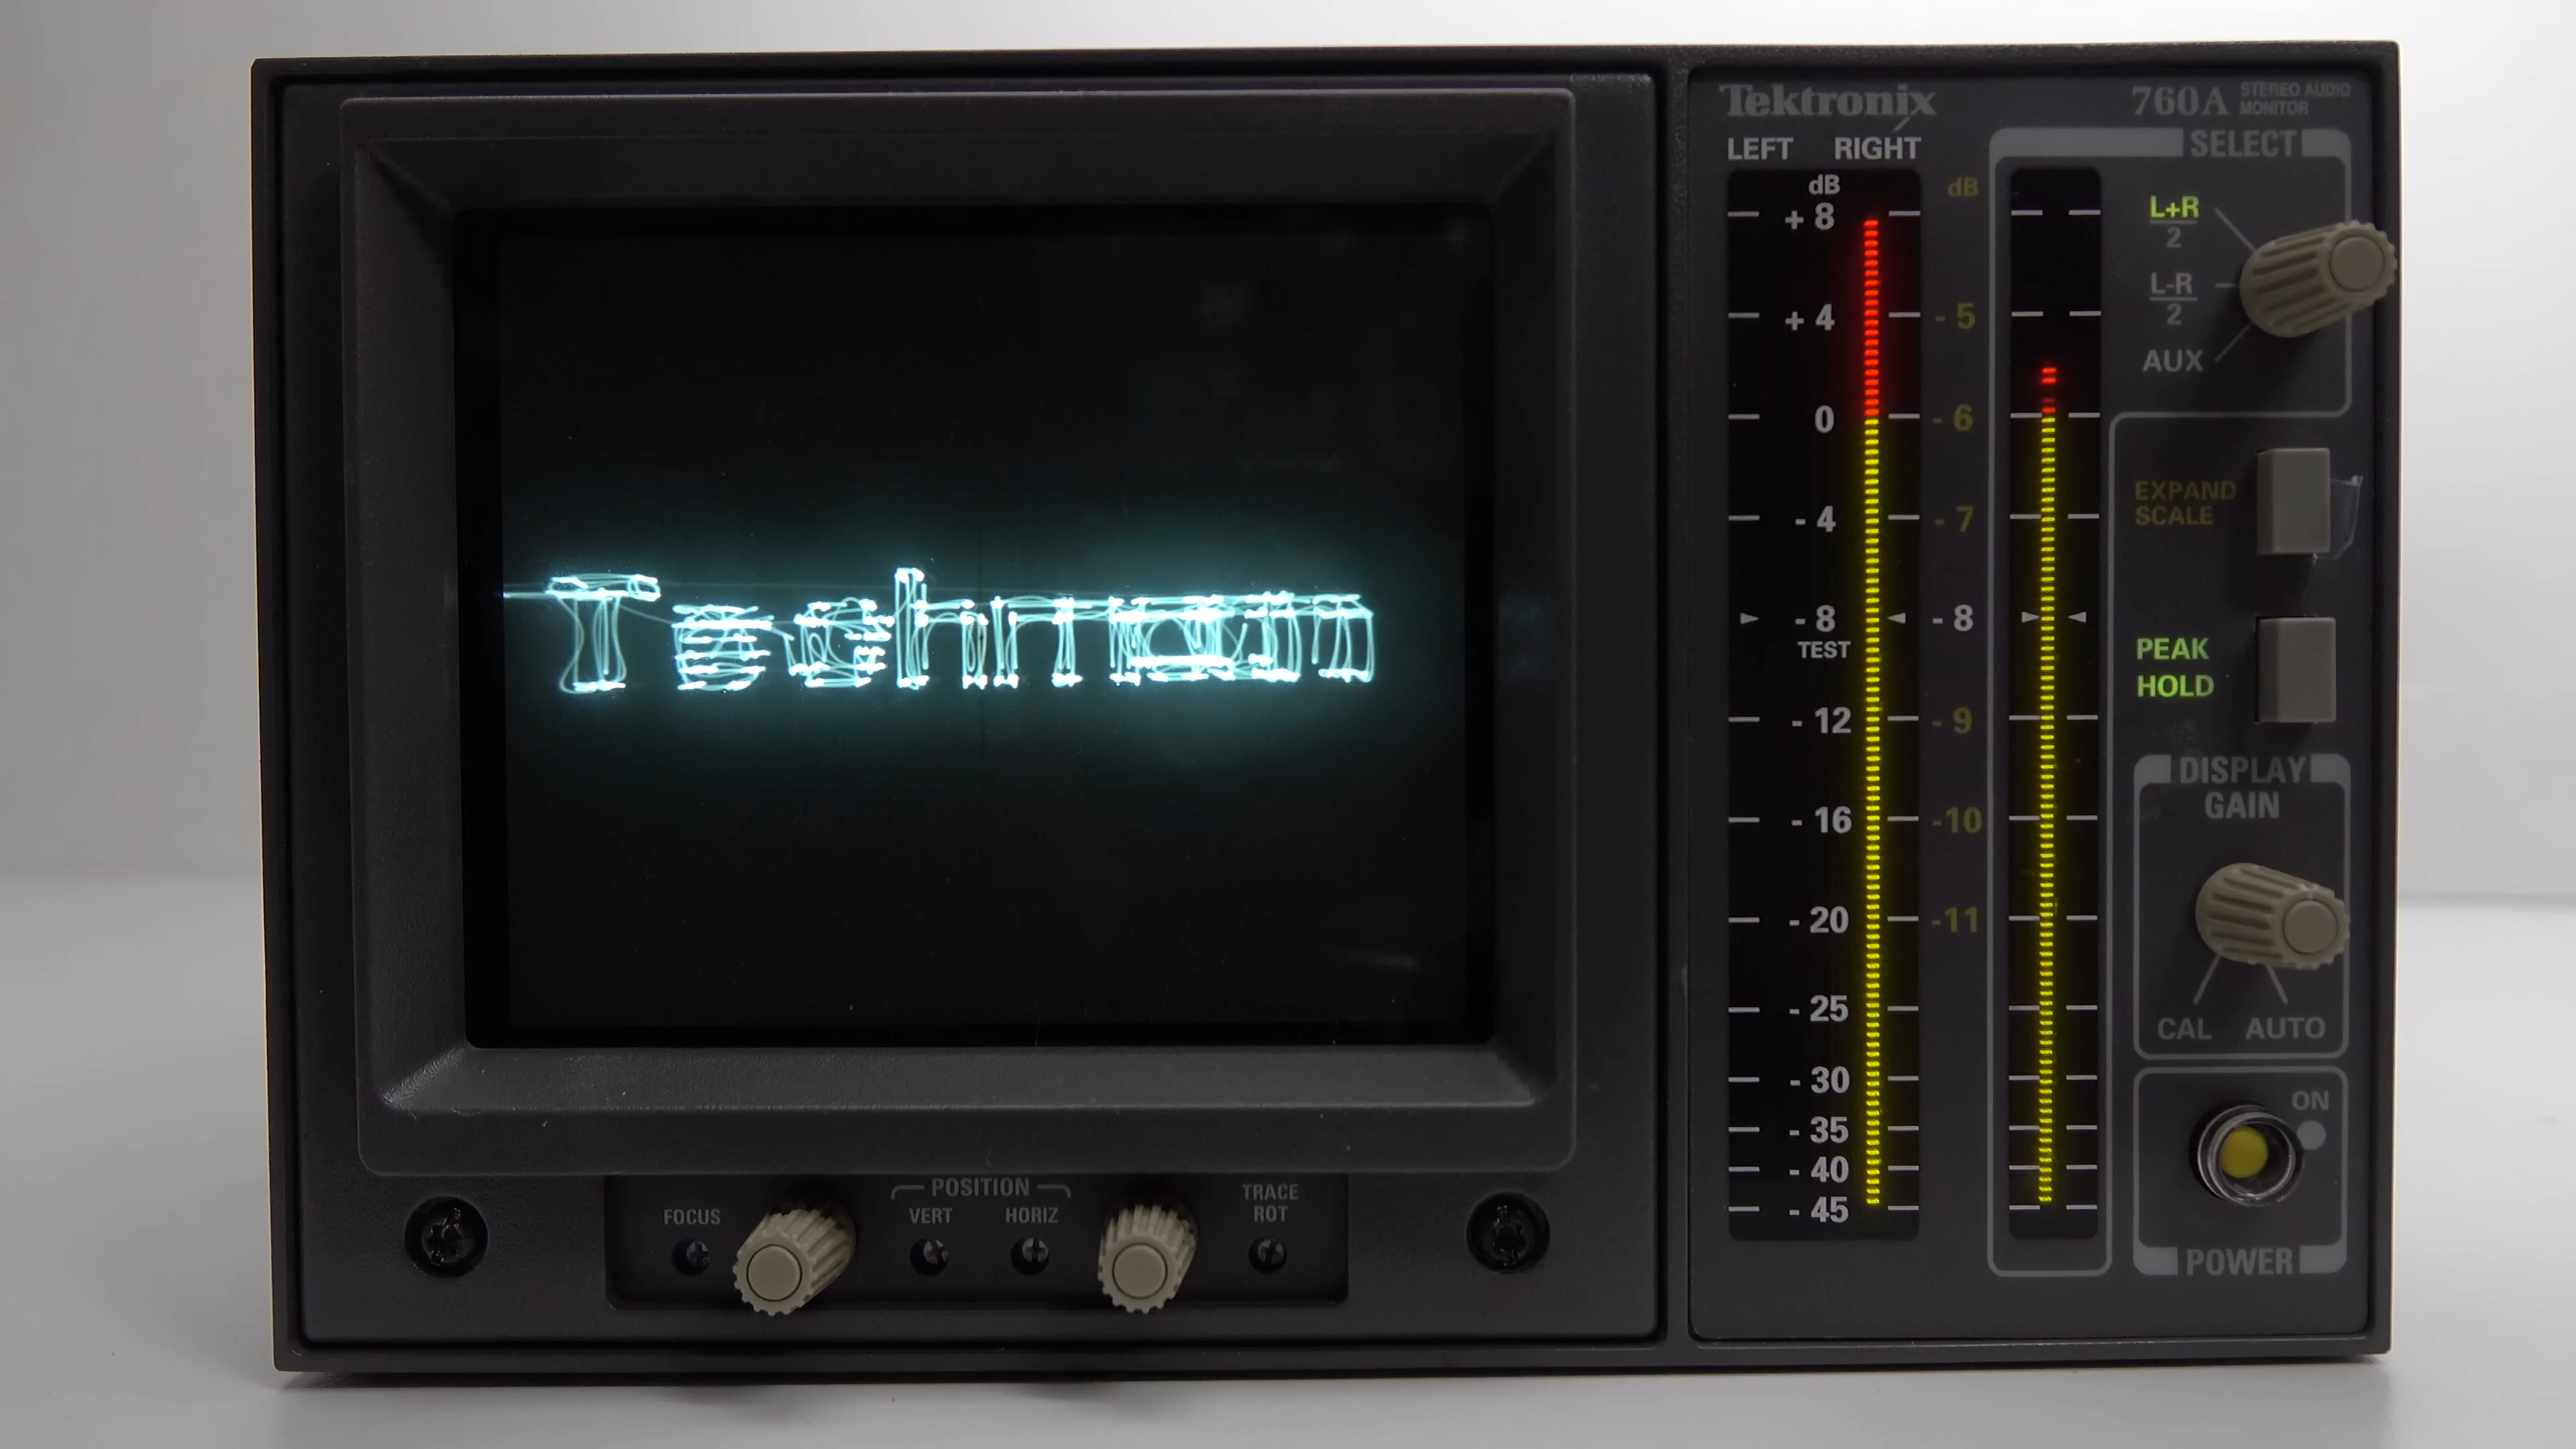 Techmoan
Tektronix
760A STEREO AUDIO
MONITOR
LEFT RIGHT
SELECT
dB dB
+ 8
+ 4 - 5
0 - 6
- 4 - 7
- 8 - 8
TEST
- 12 - 9
- 16 -10
- 20 -11
- 25
- 30
- 35
- 40
- 45
L+R
2
L-R
2
AUX
EXPAND
SCALE
PEAK
HOLD
DISPLAY
GAIN
CAL AUTO
ON
POWER
FOCUS
POSITION
VERT HORIZ
TRACE
ROT